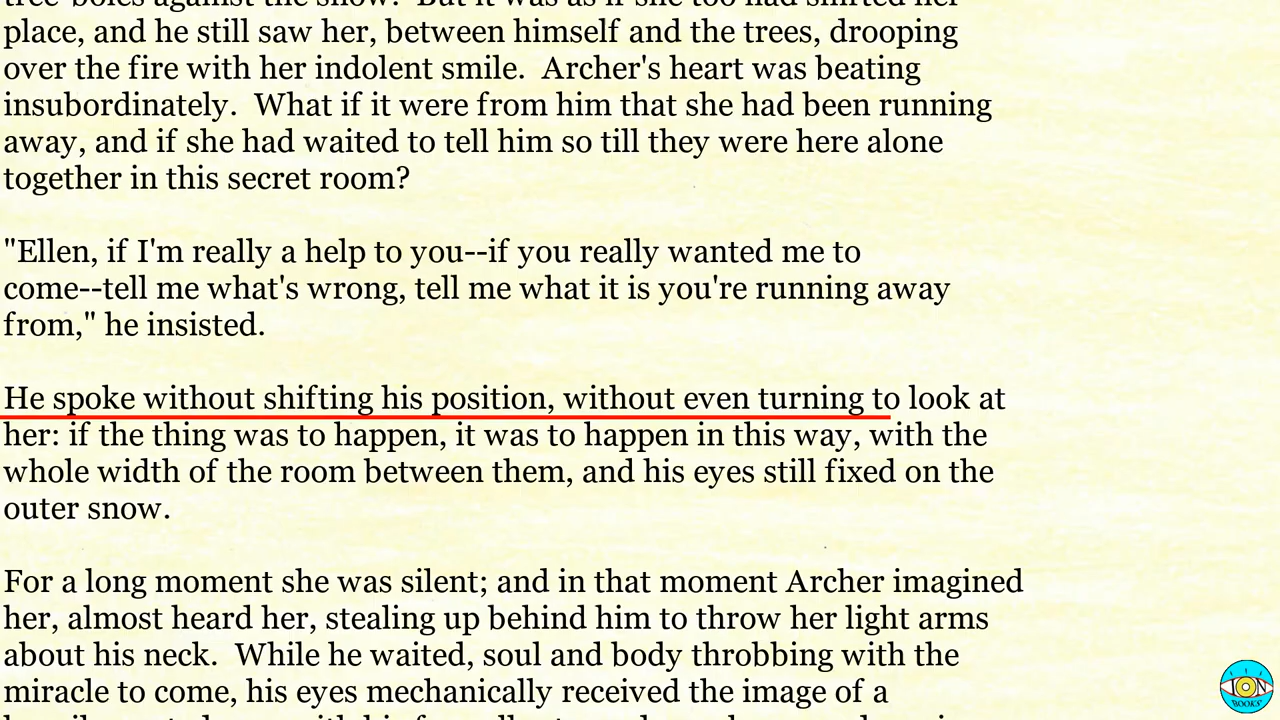 place, and he still saw her, between himself and the trees, drooping
over the fire with her indolent smile.  Archer's heart was beating
insubordinately.  What if it were from him that she had been running
away, and if she had waited to tell him so till they were here alone
together in this secret room?
"Ellen, if I'm really a help to you--if you really wanted me to
come--tell me what's wrong, tell me what it is you're running away
from," he insisted.
He spoke without shifting his position, without even turning to look at
her: if the thing was to happen, it was to happen in this way, with the
whole width of the room between them, and his eyes still fixed on the
outer snow.
For a long moment she was silent; and in that moment Archer imagined
her, almost heard her, stealing up behind him to throw her light arms
about his neck.  While he waited, soul and body throbbing with the
miracle to come, his eyes mechanically received the image of a
ION
BOOKS